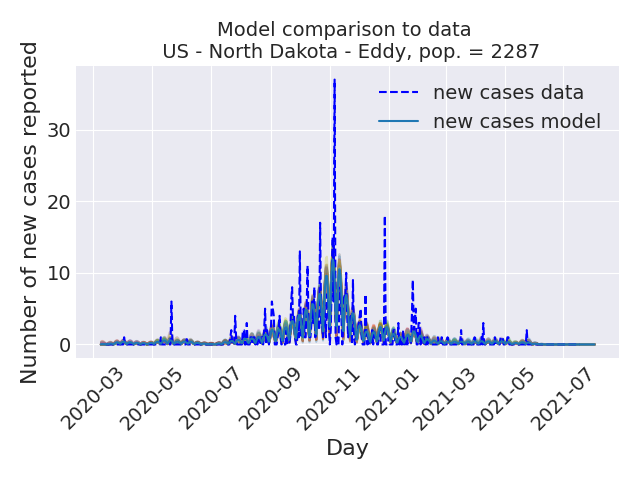 Model comparison to data
US - North Dakota - Eddy, pop. = 2287
Number of new cases reported
30
20
10
0
new cases data
new cases model
2020-03
2020-05
2020-07
2020-09
2020-11
2021-01
2021-03
2021-05
2021-07
Day